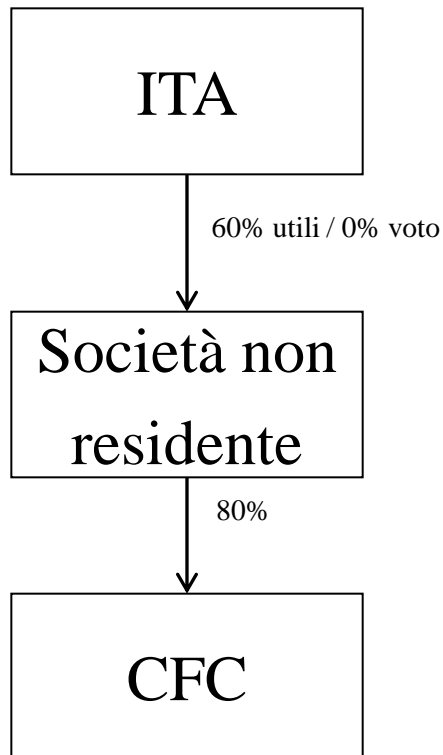 ITA
60% utili / 0% voto
Società non
residente
80%
CFC